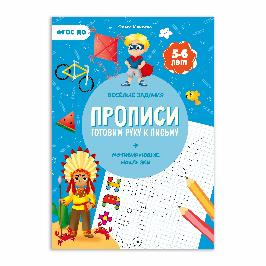 ФГОС ДО
5-6
лет
ВЕСЁЛЫЕ ЗАДАНИЯ
ПРОПИСИ
ГОТОВИМ РУКУ К ПИСЬМУ
+
МОТИВИРУЮЩИЕ
НАКЛЕЙКИ